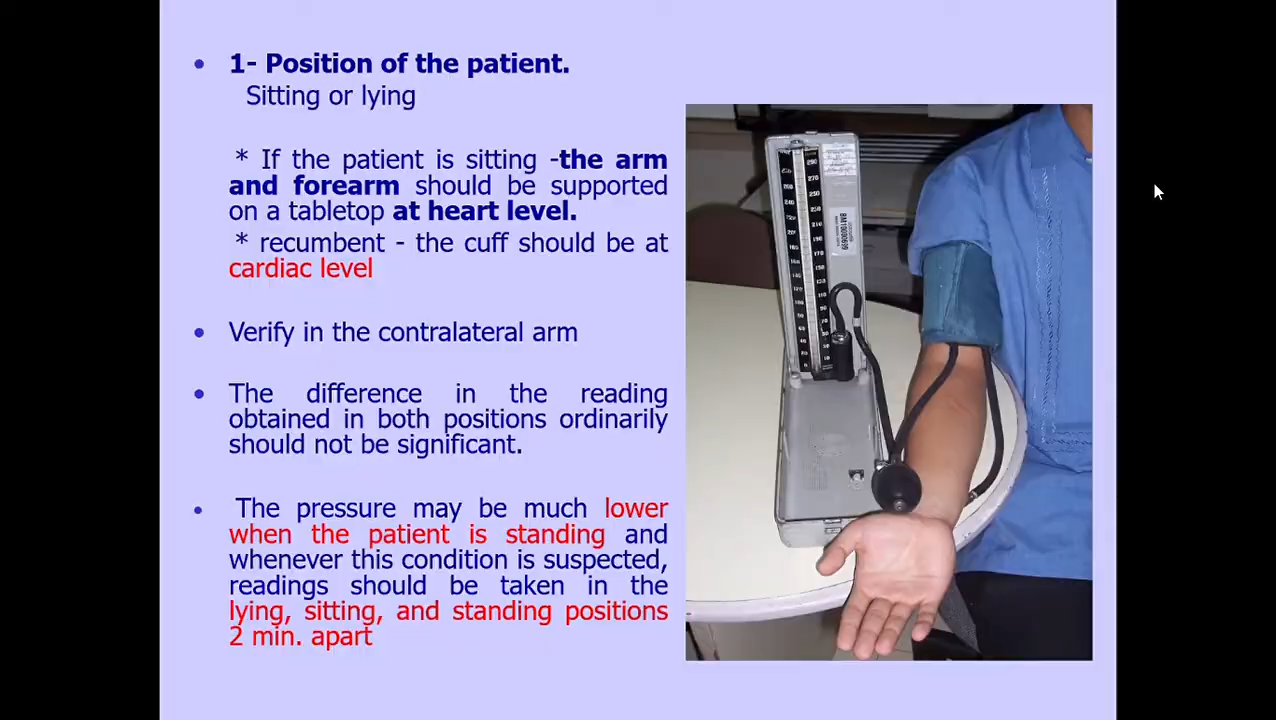 • 1- Position of the patient.
Sitting or lying
* If the patient is sitting -the arm
and forearm should be supported
on a tabletop at heart level.
* recumbent - the cuff should be at
cardiac level
• Verify in the contralateral arm
• The difference in the reading
obtained in both positions ordinarily
should not be significant.
• The pressure may be much lower
when the patient is standing and
whenever this condition is suspected,
readings should be taken in the
lying, sitting, and standing positions
2 min. apart